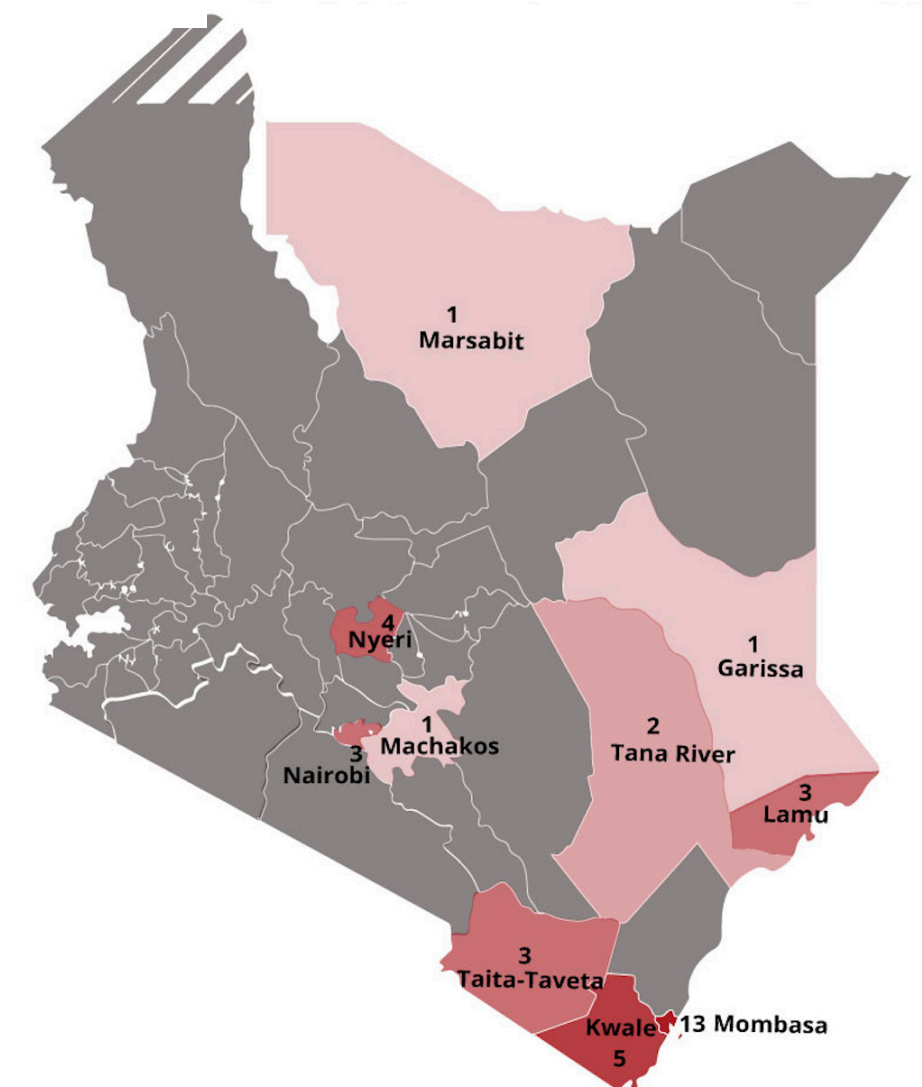 1
Marsabit
4
Nyeri
1
Garissa
1
Machakos
2
Tana River
3
Nairobi
3
Lamu
3
Taita-Taveta
Kwale
5
13 Mombasa